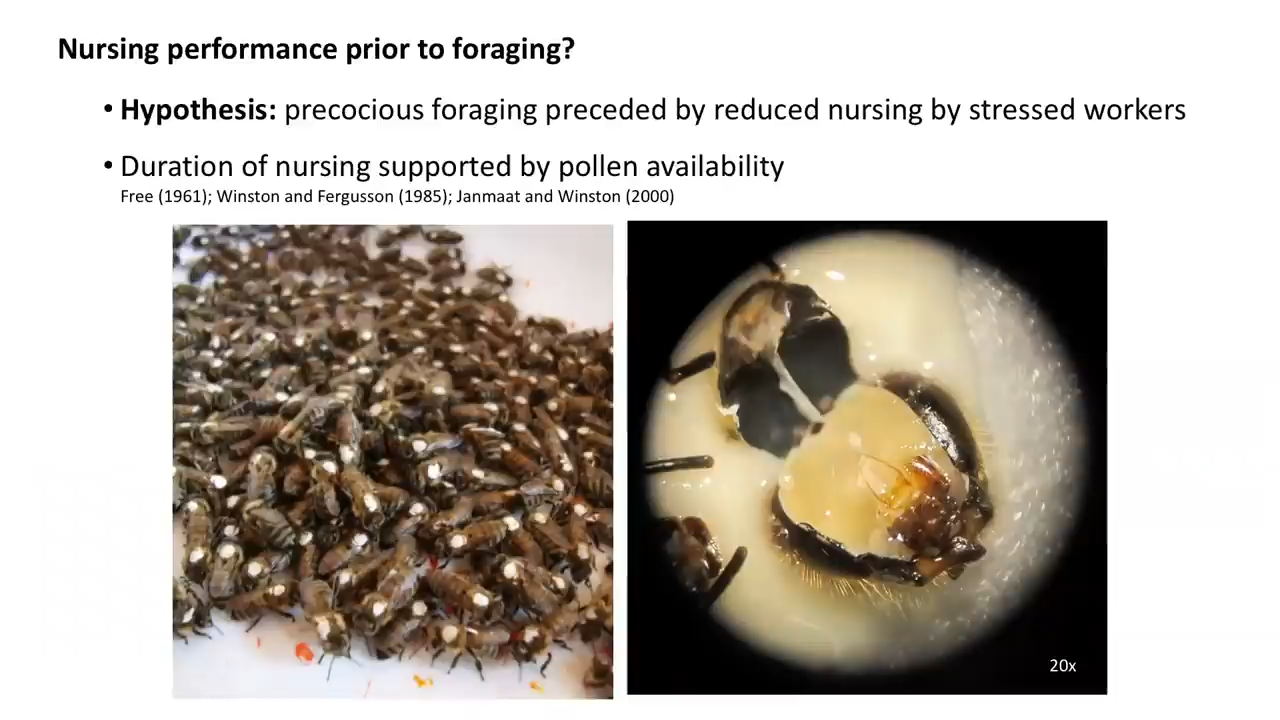 Nursing performance prior to foraging?
• Hypothesis: precocious foraging preceded by reduced nursing by stressed workers
• Duration of nursing supported by pollen availability
Free (1961); Winston and Fergusson (1985); Janmaat and Winston (2000)
20x